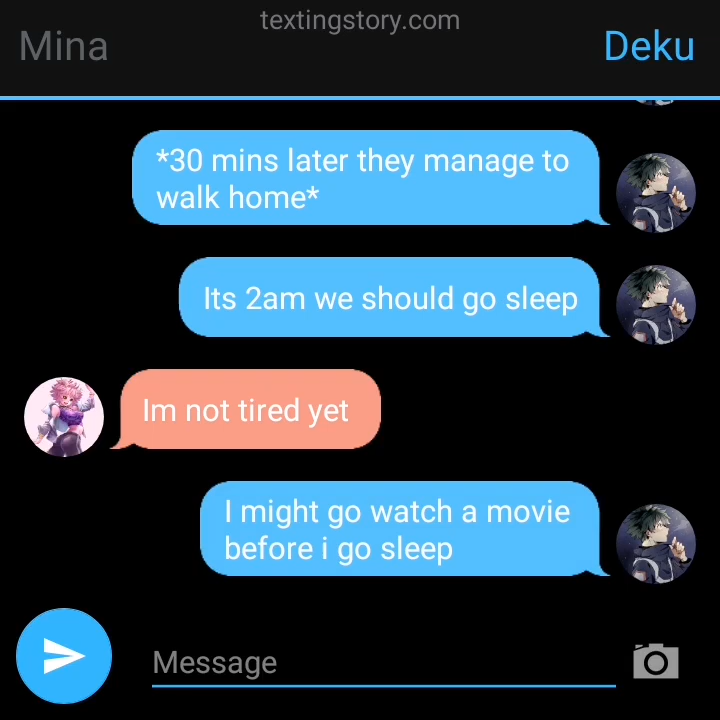 textingstory.com
Mina
Deku
*30 mins later they manage to
walk home*
Its 2am we should go sleep
Im not tired yet
I might go watch a movie
before i go sleep
Message